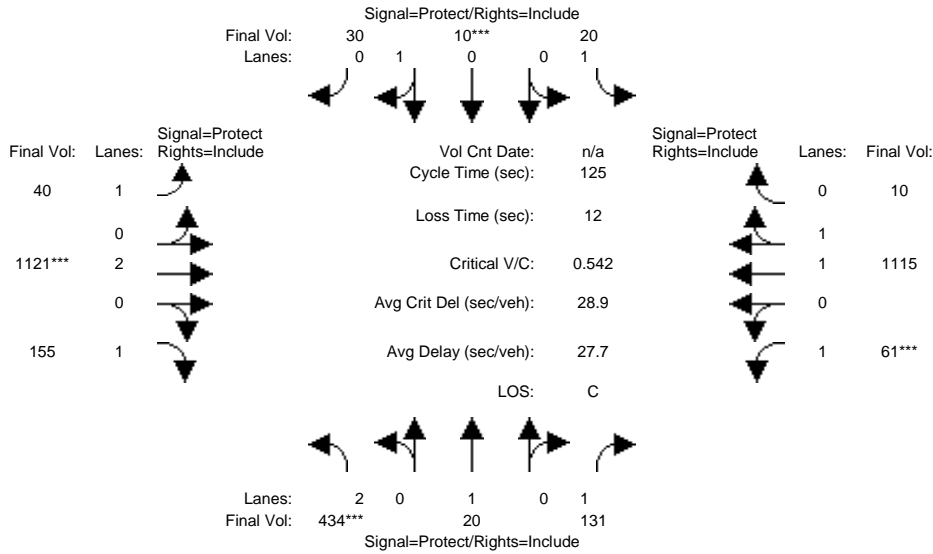 Signal=Protect/Rights=Include
Final Vol: 30 10*** 20
Lanes: 0 1 0 0 1
Signal=Protect Signal=Protect
Final Vol: Lanes: Rights=Include Vol Cnt Date: n/a Rights=Include Lanes: Final Vol:
Cycle Time (sec): 125
40 1 0 10
Loss Time (sec): 12
0 1
1121*** 2 Critical V/C: 0.542 1 1115
0 Avg Crit Del (sec/veh): 28.9 0
155 1 Avg Delay (sec/veh): 27.7 1 61***
LOS: C
Lanes: 2 0 1 0 1
Final Vol: 434*** 20 131
Signal=Protect/Rights=Include